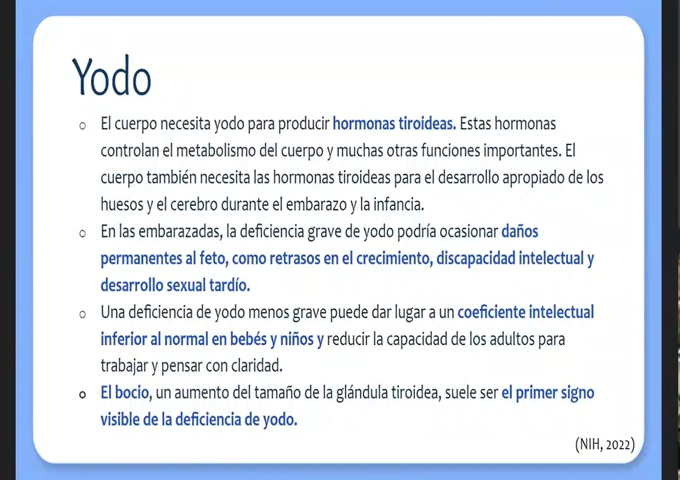 Yodo
○ El cuerpo necesita yodo para producir hormonas tiroideas. Estas hormonas
controlan el metabolismo del cuerpo y muchas otras funciones importantes. El
cuerpo también necesita las hormonas tiroideas para el desarrollo apropiado de los
huesos y el cerebro durante el embarazo y la infancia.
○ En las embarazadas, la deficiencia grave de yodo podría ocasionar daños
permanentes al feto, como retrasos en el crecimiento, discapacidad intelectual y
desarrollo sexual tardío.
○ Una deficiencia de yodo menos grave puede dar lugar a un coeficiente intelectual
inferior al normal en bebés y niños y reducir la capacidad de los adultos para
trabajar y pensar con claridad.
○ El bocio, un aumento del tamaño de la glándula tiroidea, suele ser el primer signo
visible de la deficiencia de yodo.
(NIH, 2022)